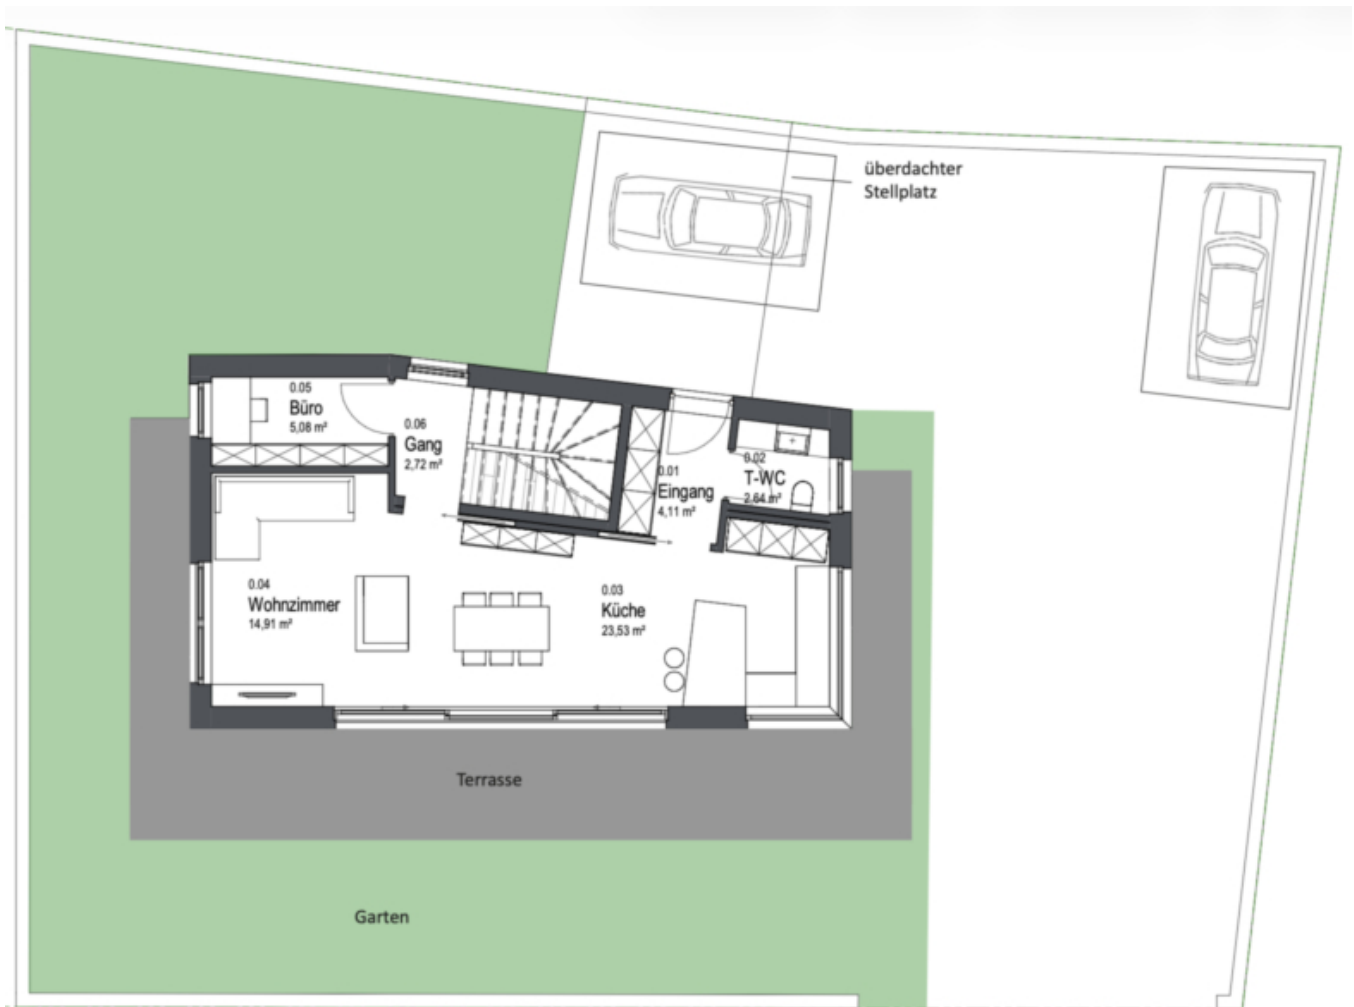 überdachter
Stellplatz
0.05
Büro
5,08 m²
0.06
Gang
2,72 m²
0.01
Eingang
4,11 m²
0.02
T-WC
2.64 m²
0.04
Wohnzimmer
14,91 m²
0.03
Küche
23,53 m²
Terrasse
Garten